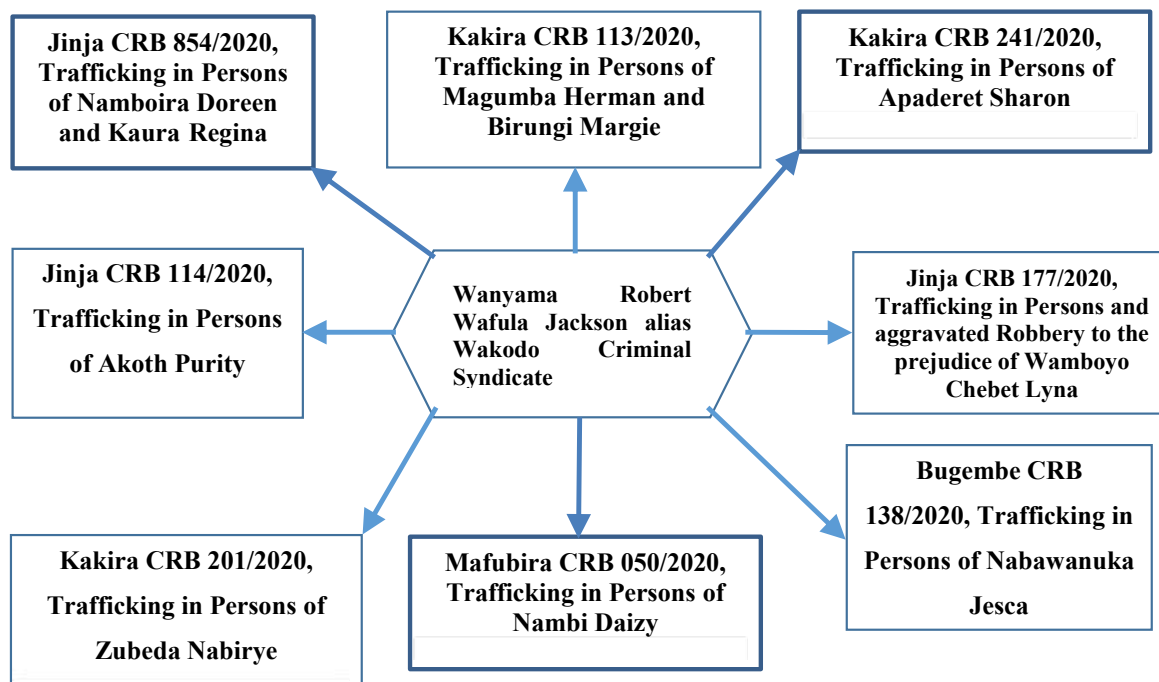 Jinja CRB 854/2020,
Trafficking in Persons
of Namboira Doreen
and Kaura Regina
Kakira CRB 113/2020,
Trafficking in Persons of
Magumba Herman and
Birungi Margie
Kakira CRB 241/2020,
Trafficking in Persons of
Apaderet Sharon
Jinja CRB 114/2020,
Trafficking in Persons
of Akoth Purity
Wanyama Robert
Wafula Jackson alias
Wakodo Criminal
Syndicate
Jinja CRB 177/2020,
Trafficking in Persons and
aggravated Robbery to the
prejudice of Wamboyo
Chebet Lyna
Kakira CRB 201/2020,
Trafficking in Persons of
Zubeda Nabirye
Mafubira CRB 050/2020,
Trafficking in Persons of
Nambi Daizy
Bugembe CRB
138/2020, Trafficking in
Persons of Nabawanuka
Jesca